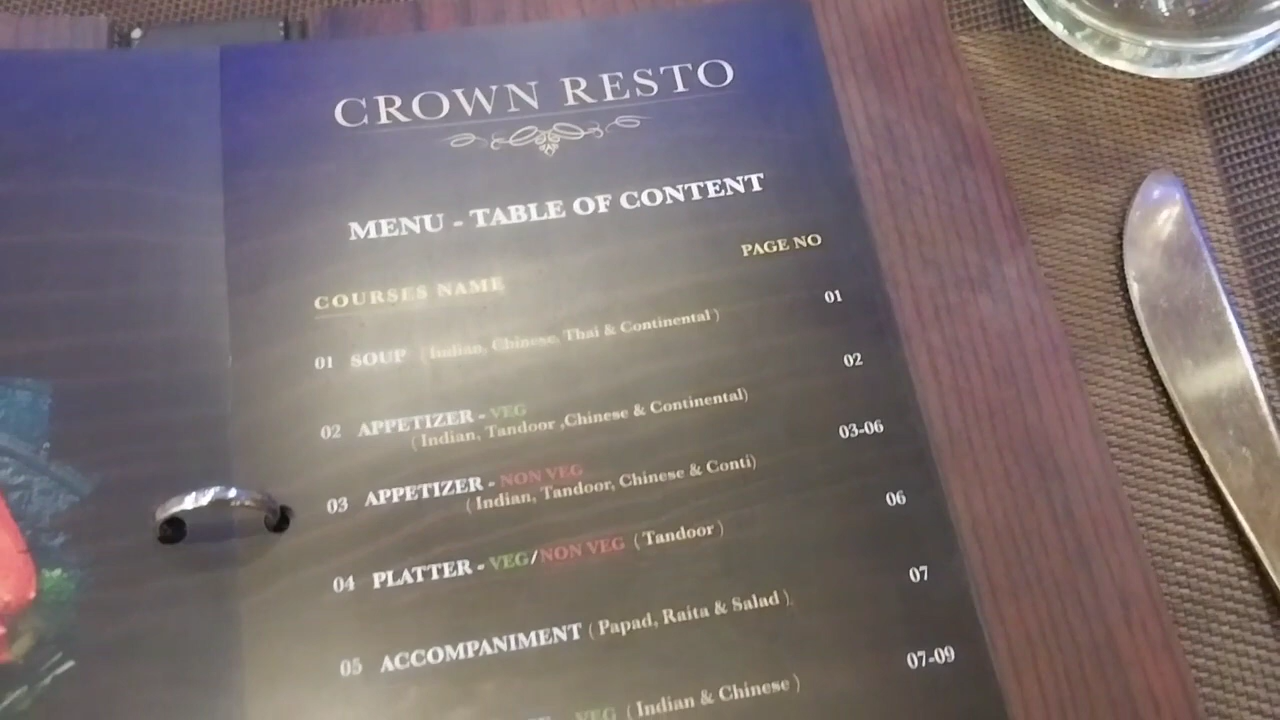 CROWN RESTO
MENU - TABLE OF CONTENT
COURSES NAME PAGE NO
01 SOUP (Indian, Chinese, Thai & Continental) 01
02 APPETIZER - VEG 02
(Indian, Tandoor ,Chinese & Continental)
03 APPETIZER - NON VEG 03-06
(Indian, Tandoor, Chinese & Conti)
04 PLATTER - VEG/NON VEG (Tandoor) 06
05 ACCOMPANIMENT (Papad, Raita & Salad) 07
VEG (Indian & Chinese) 07-09